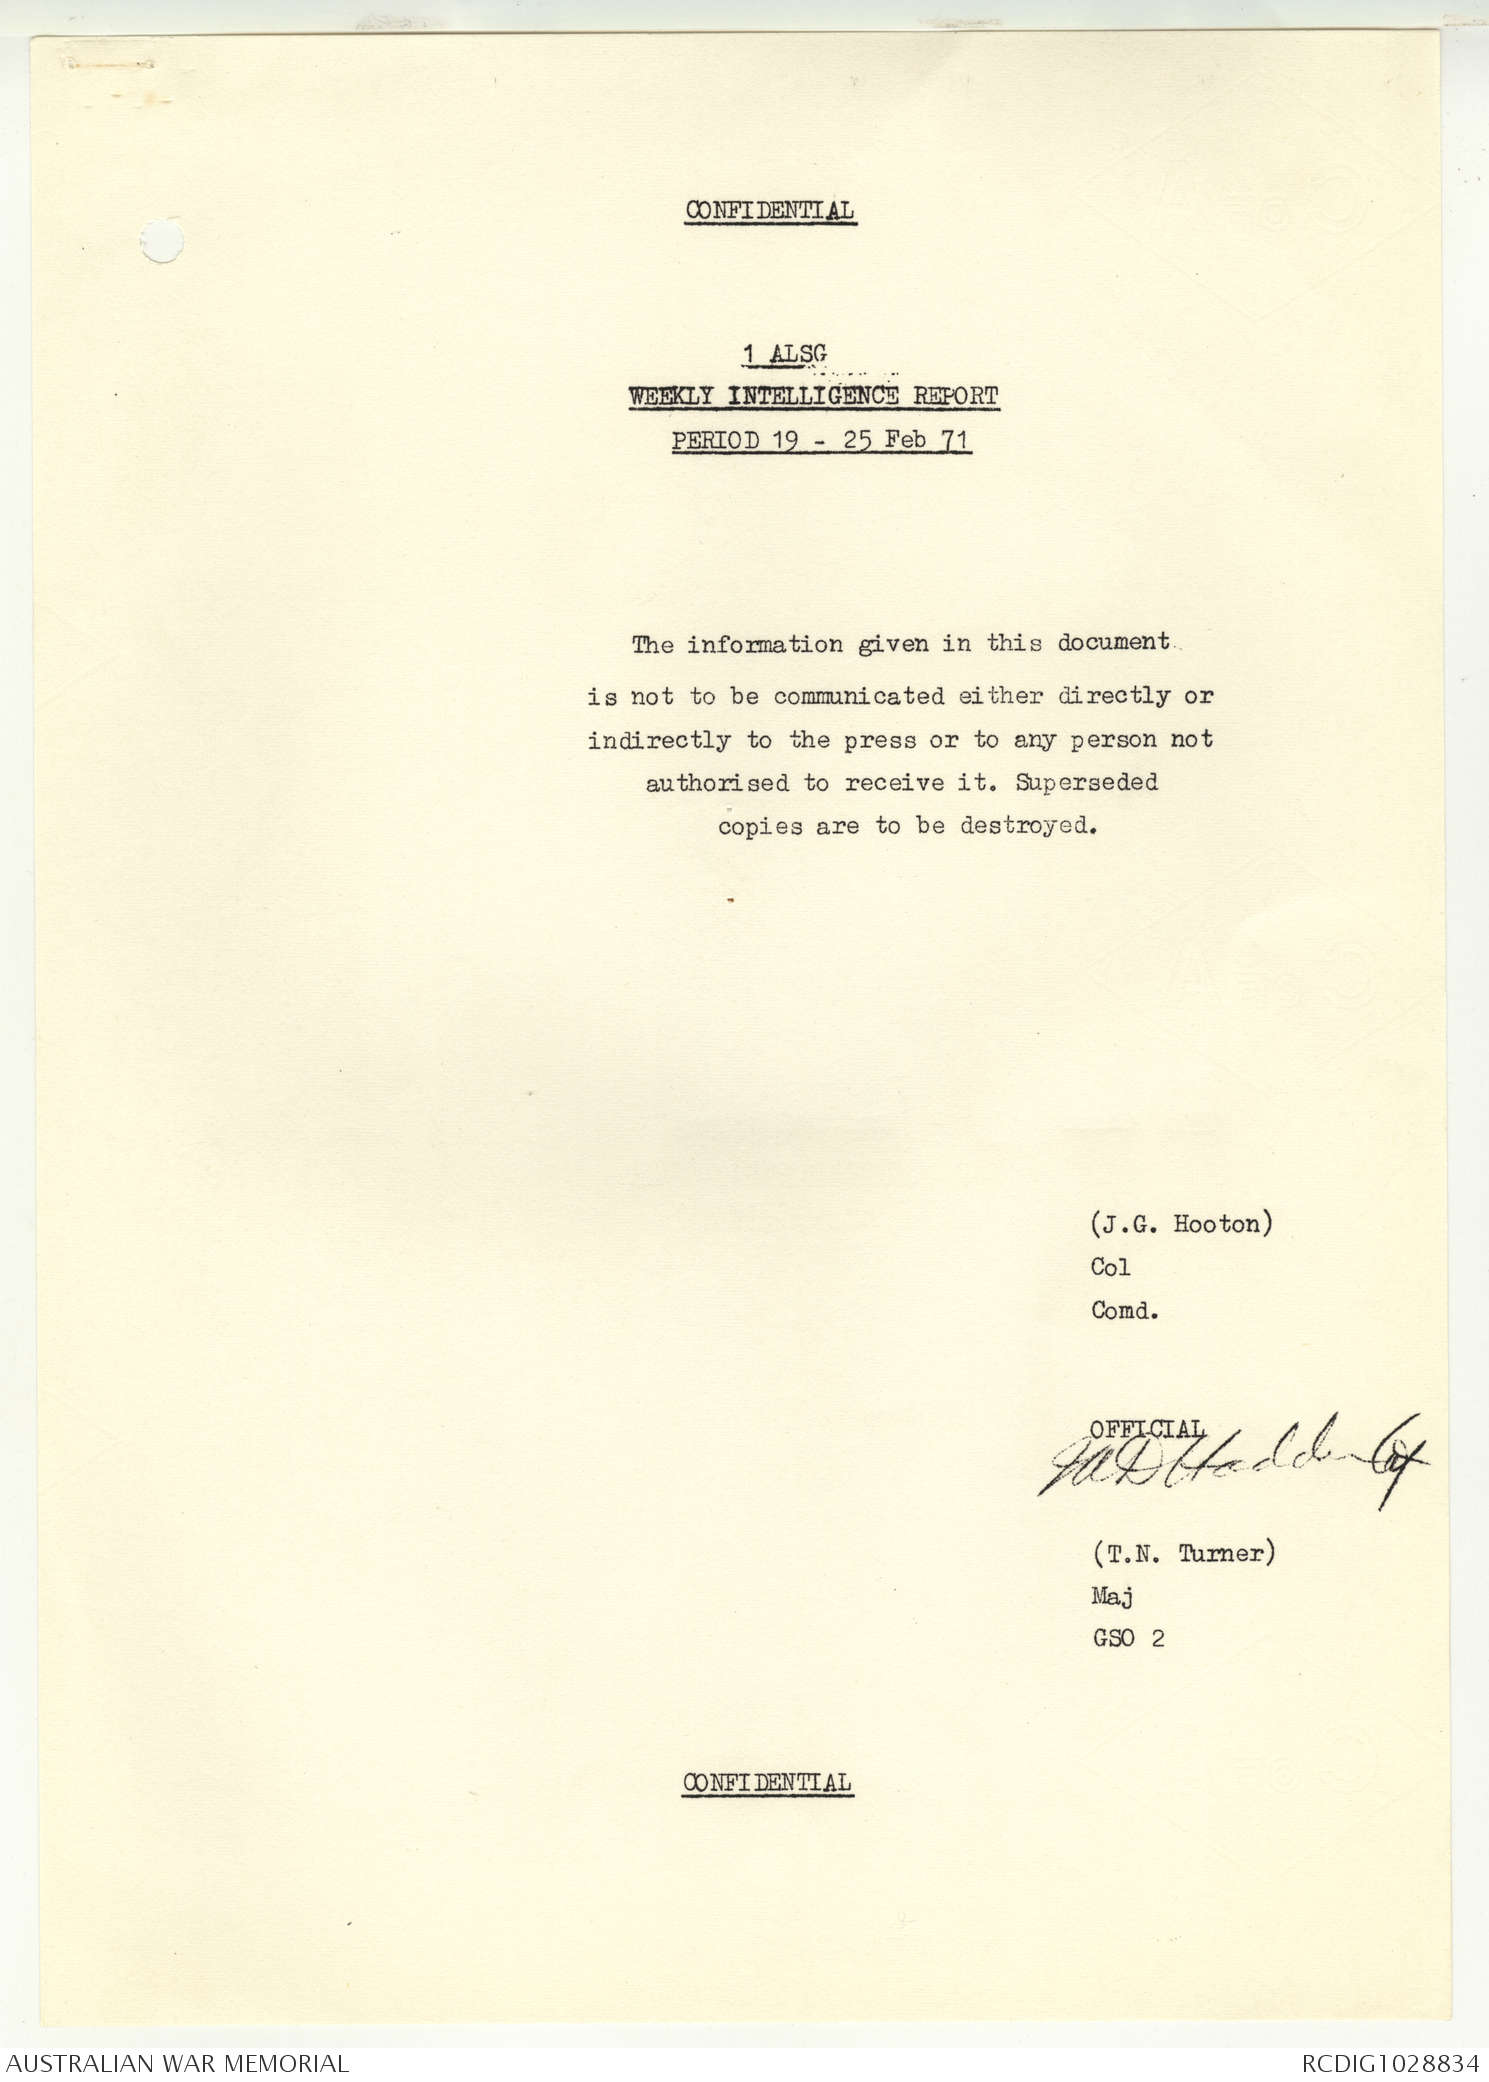 CONFIDENTIAL
1 ALSG
WEEKLY INTELLIGENCE REPORT
PERIOD 19 - 25 Feb 71
The information given in this document
is not to be communicated either directly or
indirectly to the press or to any person not
authorised to receive it. Superseded
copies are to be destroyed.
(J.G. Hooton)
Col
Comd.
OFFICIAL
(T.N. Turner)
Maj
GSO 2
CONFIDENTIAL
AUSTRALIAN WAR MEMORIAL
RCDIG1028834